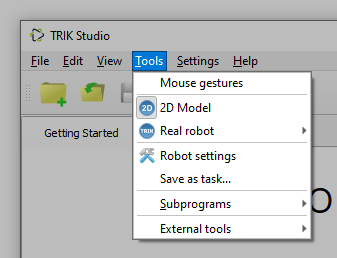 TRIK Studio
File Edit View Tools Settings Help
Mouse gestures
2D 2D Model
TRIK Real robot
Robot settings
Save as task...
Subprograms
External tools
Getting Started